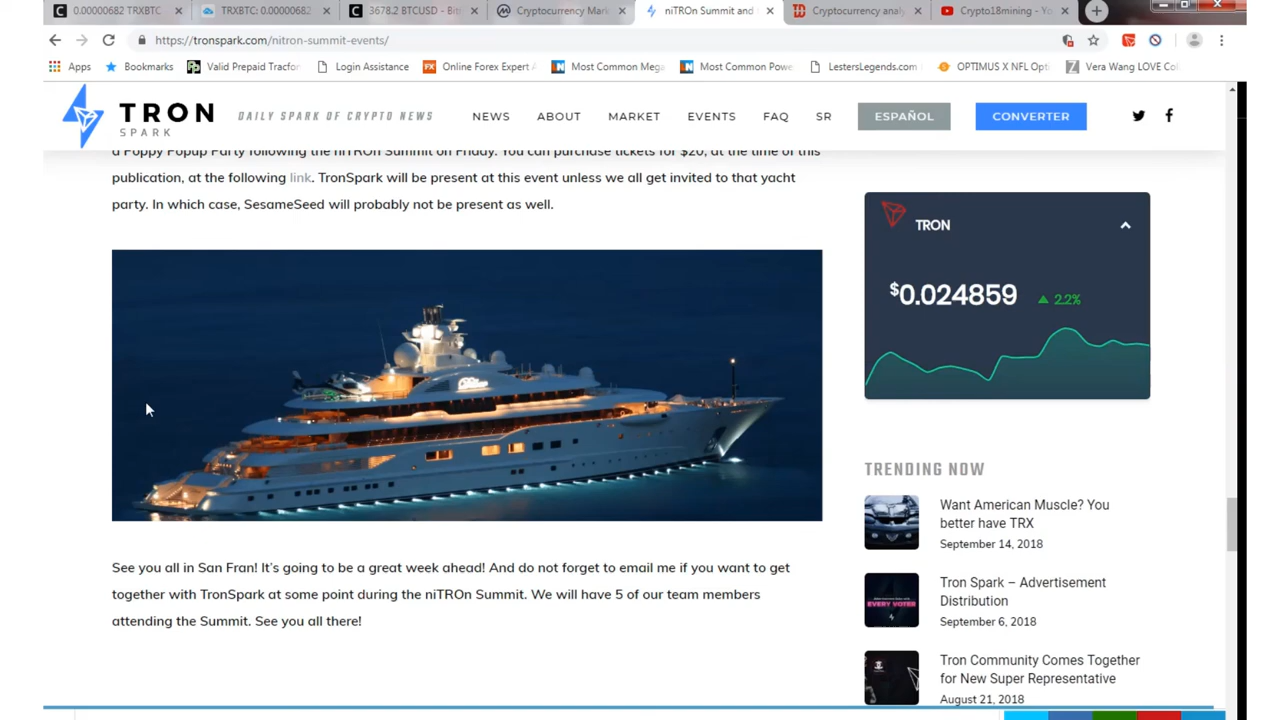 0.00000682 TRXBTC
TRXBTC: 0.00000682
3678.2 BTCUSD - Bit
Cryptocurrency Mark
niTROn Summit and
Cryptocurrency analy
Crypto18mining - Yo
https://tronspark.com/nitron-summit-events/
Apps
Bookmarks
Valid Prepaid Tracfon
Login Assistance
Online Forex Expert A
Most Common Mega
Most Common Powe
LestersLegends.com
OPTIMUS X NFL Opti
Vera Wang LOVE Col
TRON
SPARK
DAILY SPARK OF CRYPTO NEWS
NEWS
ABOUT
MARKET
EVENTS
FAQ
SR
ESPAÑOL
CONVERTER
a Poppy Popup Party following the niTROn Summit on Friday. You can purchase tickets for $20, at the time of this
publication, at the following link. TronSpark will be present at this event unless we all get invited to that yacht
party. In which case, SesameSeed will probably not be present as well.
See you all in San Fran! It's going to be a great week ahead! And do not forget to email me if you want to get
together with TronSpark at some point during the niTROn Summit. We will have 5 of our team members
attending the Summit. See you all there!
TRON
$0.024859
2.2%
TRENDING NOW
Want American Muscle? You
better have TRX
September 14, 2018
EVERY VOTER
Tron Spark – Advertisement
Distribution
September 6, 2018
Tron Community Comes Together
for New Super Representative
August 21, 2018